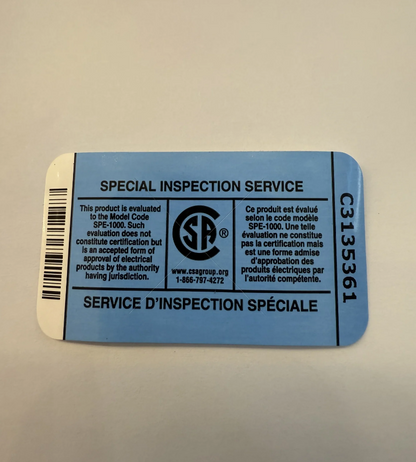 SPECIAL INSPECTION SERVICE
This product is evaluated
to the Model Code
SPE-1000. Such
evaluation does not
constitute certification but
is an accepted form of
approval of electrical
products by the authority
having jurisdiction.
CSA®
www.csagroup.org
1-866-797-4272
Ce produit est évalué
selon le code modèle
SPE-1000. Une telle
évaluation ne constitue
pas la certification mais
est une forme admise
d'approbation des
produits électriques par
l'autorité compétente.
SERVICE D'INSPECTION SPÉCIALE
C3135361